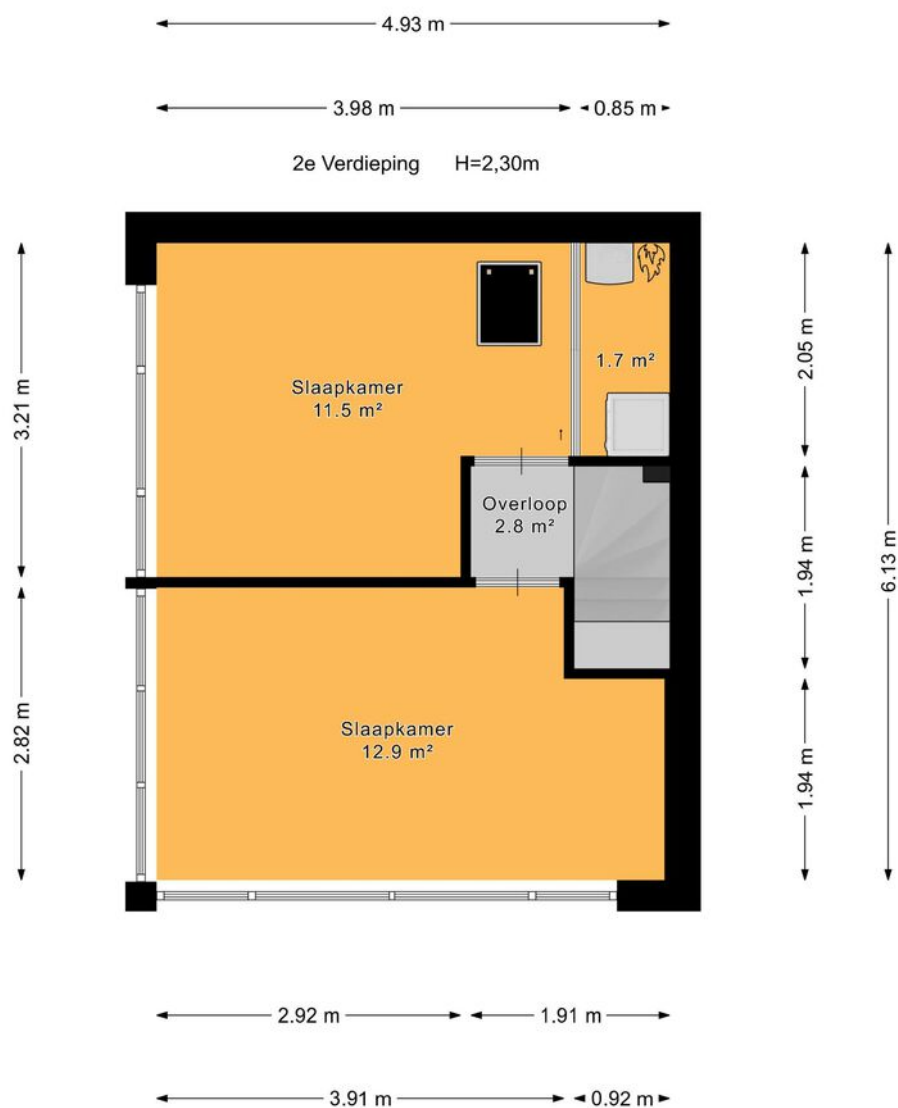 4.93 m
3.98 m
0.85 m
2e Verdieping H=2,30m
3.21 m
2.82 m
2.05 m
1.94 m
1.94 m
6.13 m
1.7 m²
Slaapkamer
11.5 m²
Overloop
2.8 m²
Slaapkamer
12.9 m²
2.92 m
1.91 m
3.91 m
0.92 m